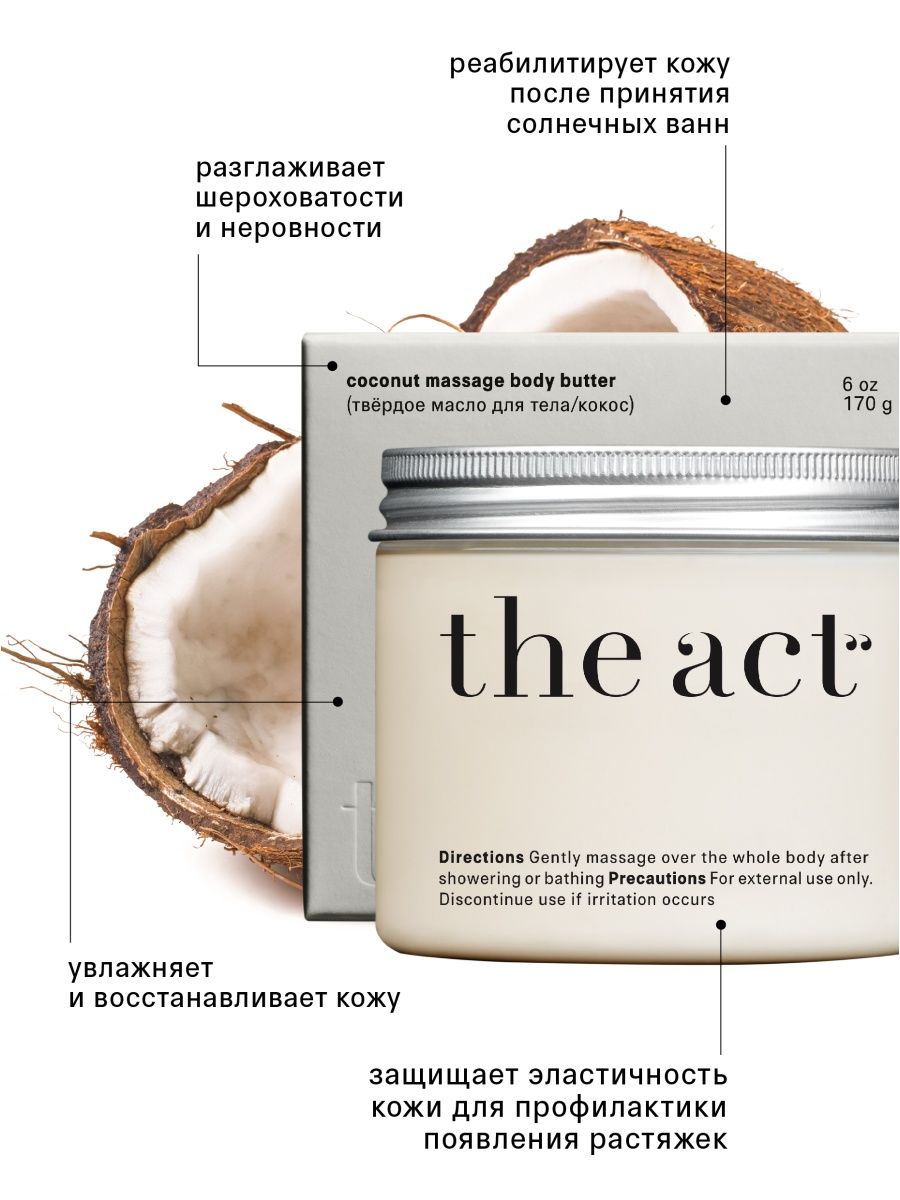 реабилитирует кожу
после принятия
солнечных ванн
разглаживает
шероховатости
и неровности
coconut massage body butter
(твёрдое масло для тела/кокос)
6 oz
170 g
the act
Directions Gently massage over the whole body after
showering or bathing Precautions For external use only.
Discontinue use if irritation occurs
увлажняет
и восстанавливает кожу
защищает эластичность
кожи для профилактики
появления растяжек